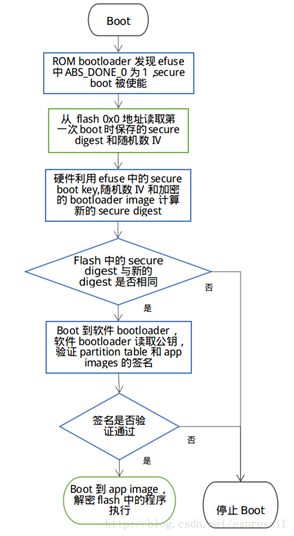 Boot
ROM bootloader 发现 efuse
中 ABS_DONE_0 为 1 ,secure
boot 被使能
从 flash 0x0 地址读取第
一次 boot 时保存的 secure
digest 和随机数 IV
硬件利用 efuse 中的 secure
boot key,随机数 IV 和加密
的 bootloader image 计算
新的 secure digest
Flash 中的 secure
digest 与新的
digest 是否相同
否
是
Boot 到软件 bootloader，
软件 bootloader 读取公钥，
验证 partition table 和 app
images 的签名
签名是否验
证通过
否
是
Boot 到 app image，
解密 flash 中的程序
执行
停止 Boot
http://blog.csdn.net/espressif